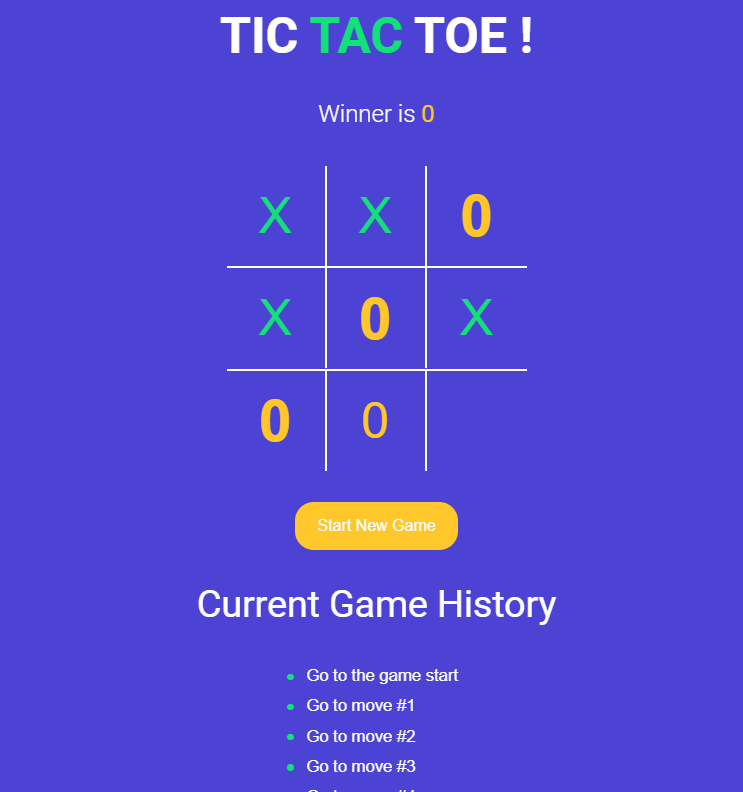 TIC TAC TOE !
Winner is 0
X X 0
X 0 X
0 0
Start New Game
Current Game History
Go to the game start
Go to move #1
Go to move #2
Go to move #3